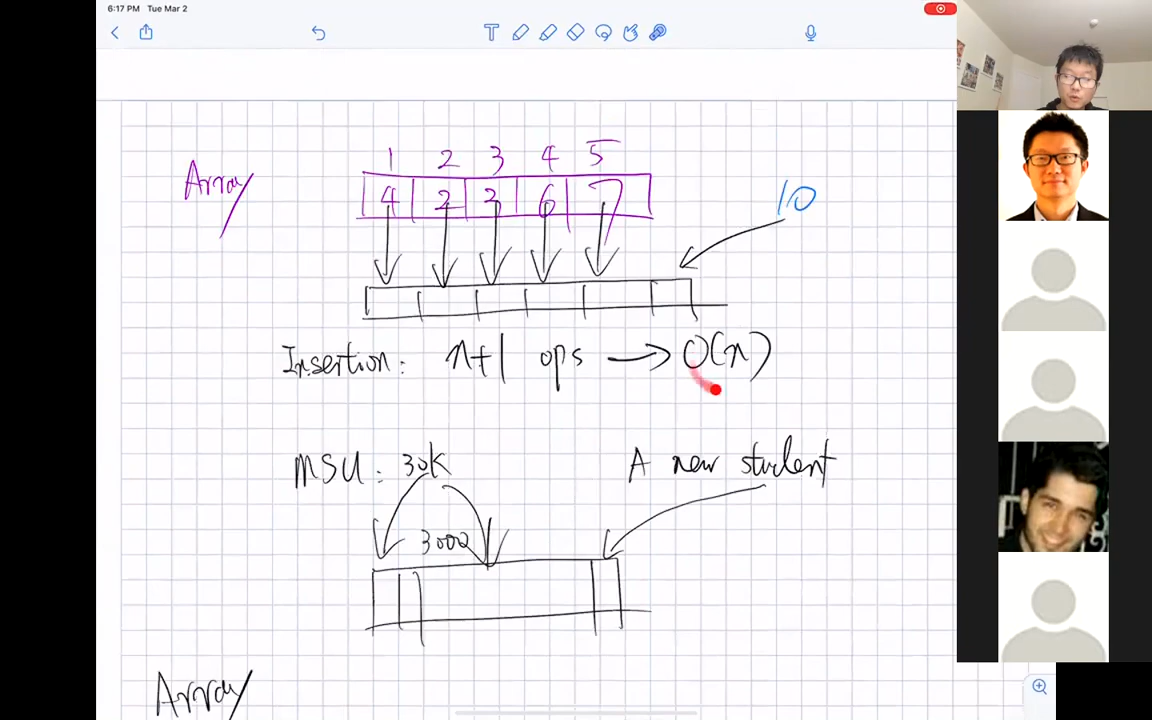 6:17 PM Tue Mar 2
T
Array
1 2 3 4 5
4 2 3 6 7
10
Insertion: n+1 ops → O(n)
MSU: 30K
A new student
3000
Array